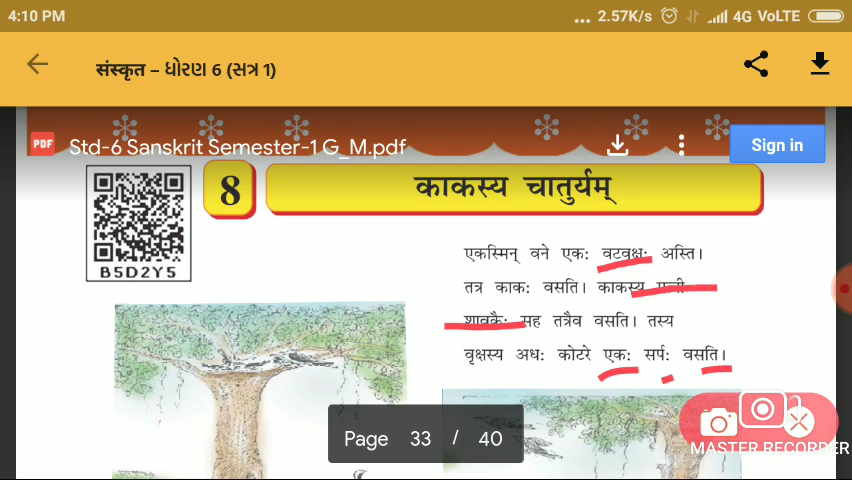 4:10 PM
... 2.57K/s 4G VoLTE
संस्कृत – ધોરણ 6 (સત્ર 1)
PDF Std-6 Sanskrit Semester-1 G_M.pdf Sign in
8 काकस्य चातुर्यम्
B5D2Y5
एकस्मिन् वने एकः वटवृक्षः अस्ति।
तत्र काकः वसति। काकस्य पत्नी
शावकैः सह तत्रैव वसति। तस्य
वृक्षस्य अधः कोटरे एकः सर्पः वसति।
Page 33 / 40
MASTER RECORDER